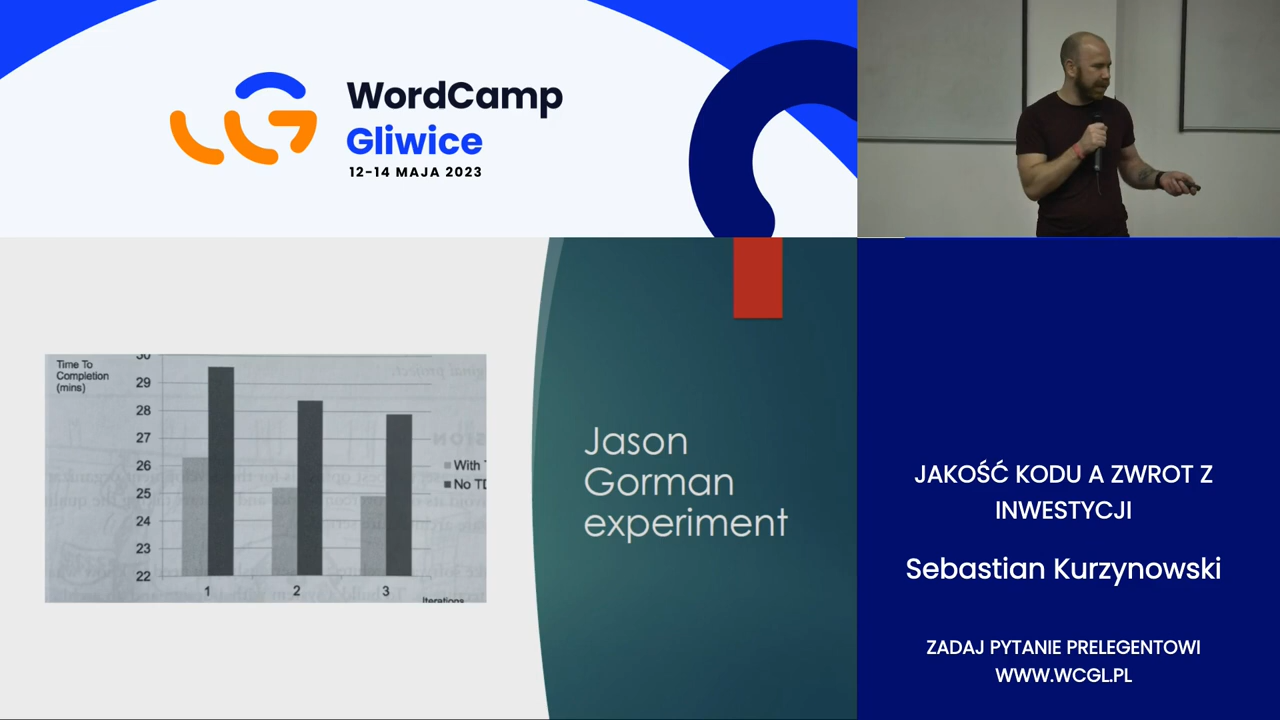 WordCamp
Gliwice
12-14 MAJA 2023
Time To
Completion
(mins)
30
29
28
27
26
25
24
23
22
1
2
3
Iterations
With
No TD
Jason
Gorman
experiment
JAKOŚĆ KODU A ZWROT Z
INWESTYCJI
Sebastian Kurzynowski
ZADAJ PYTANIE PRELEGENTOWI
WWW.WCGL.PL